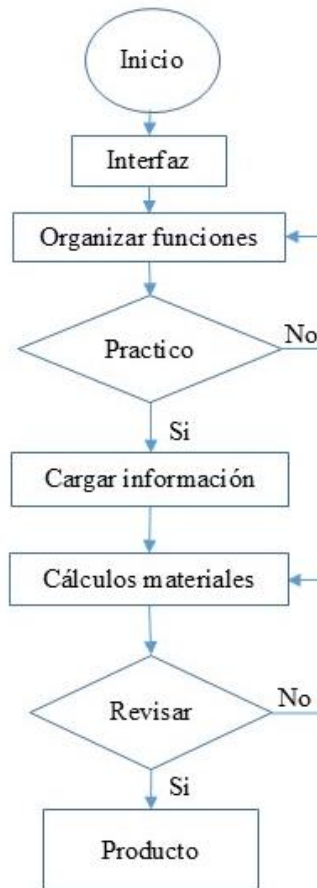 Inicio
Interfaz
Organizar funciones
Practico
No
Si
Cargar información
Cálculos materiales
Revisar
No
Si
Producto